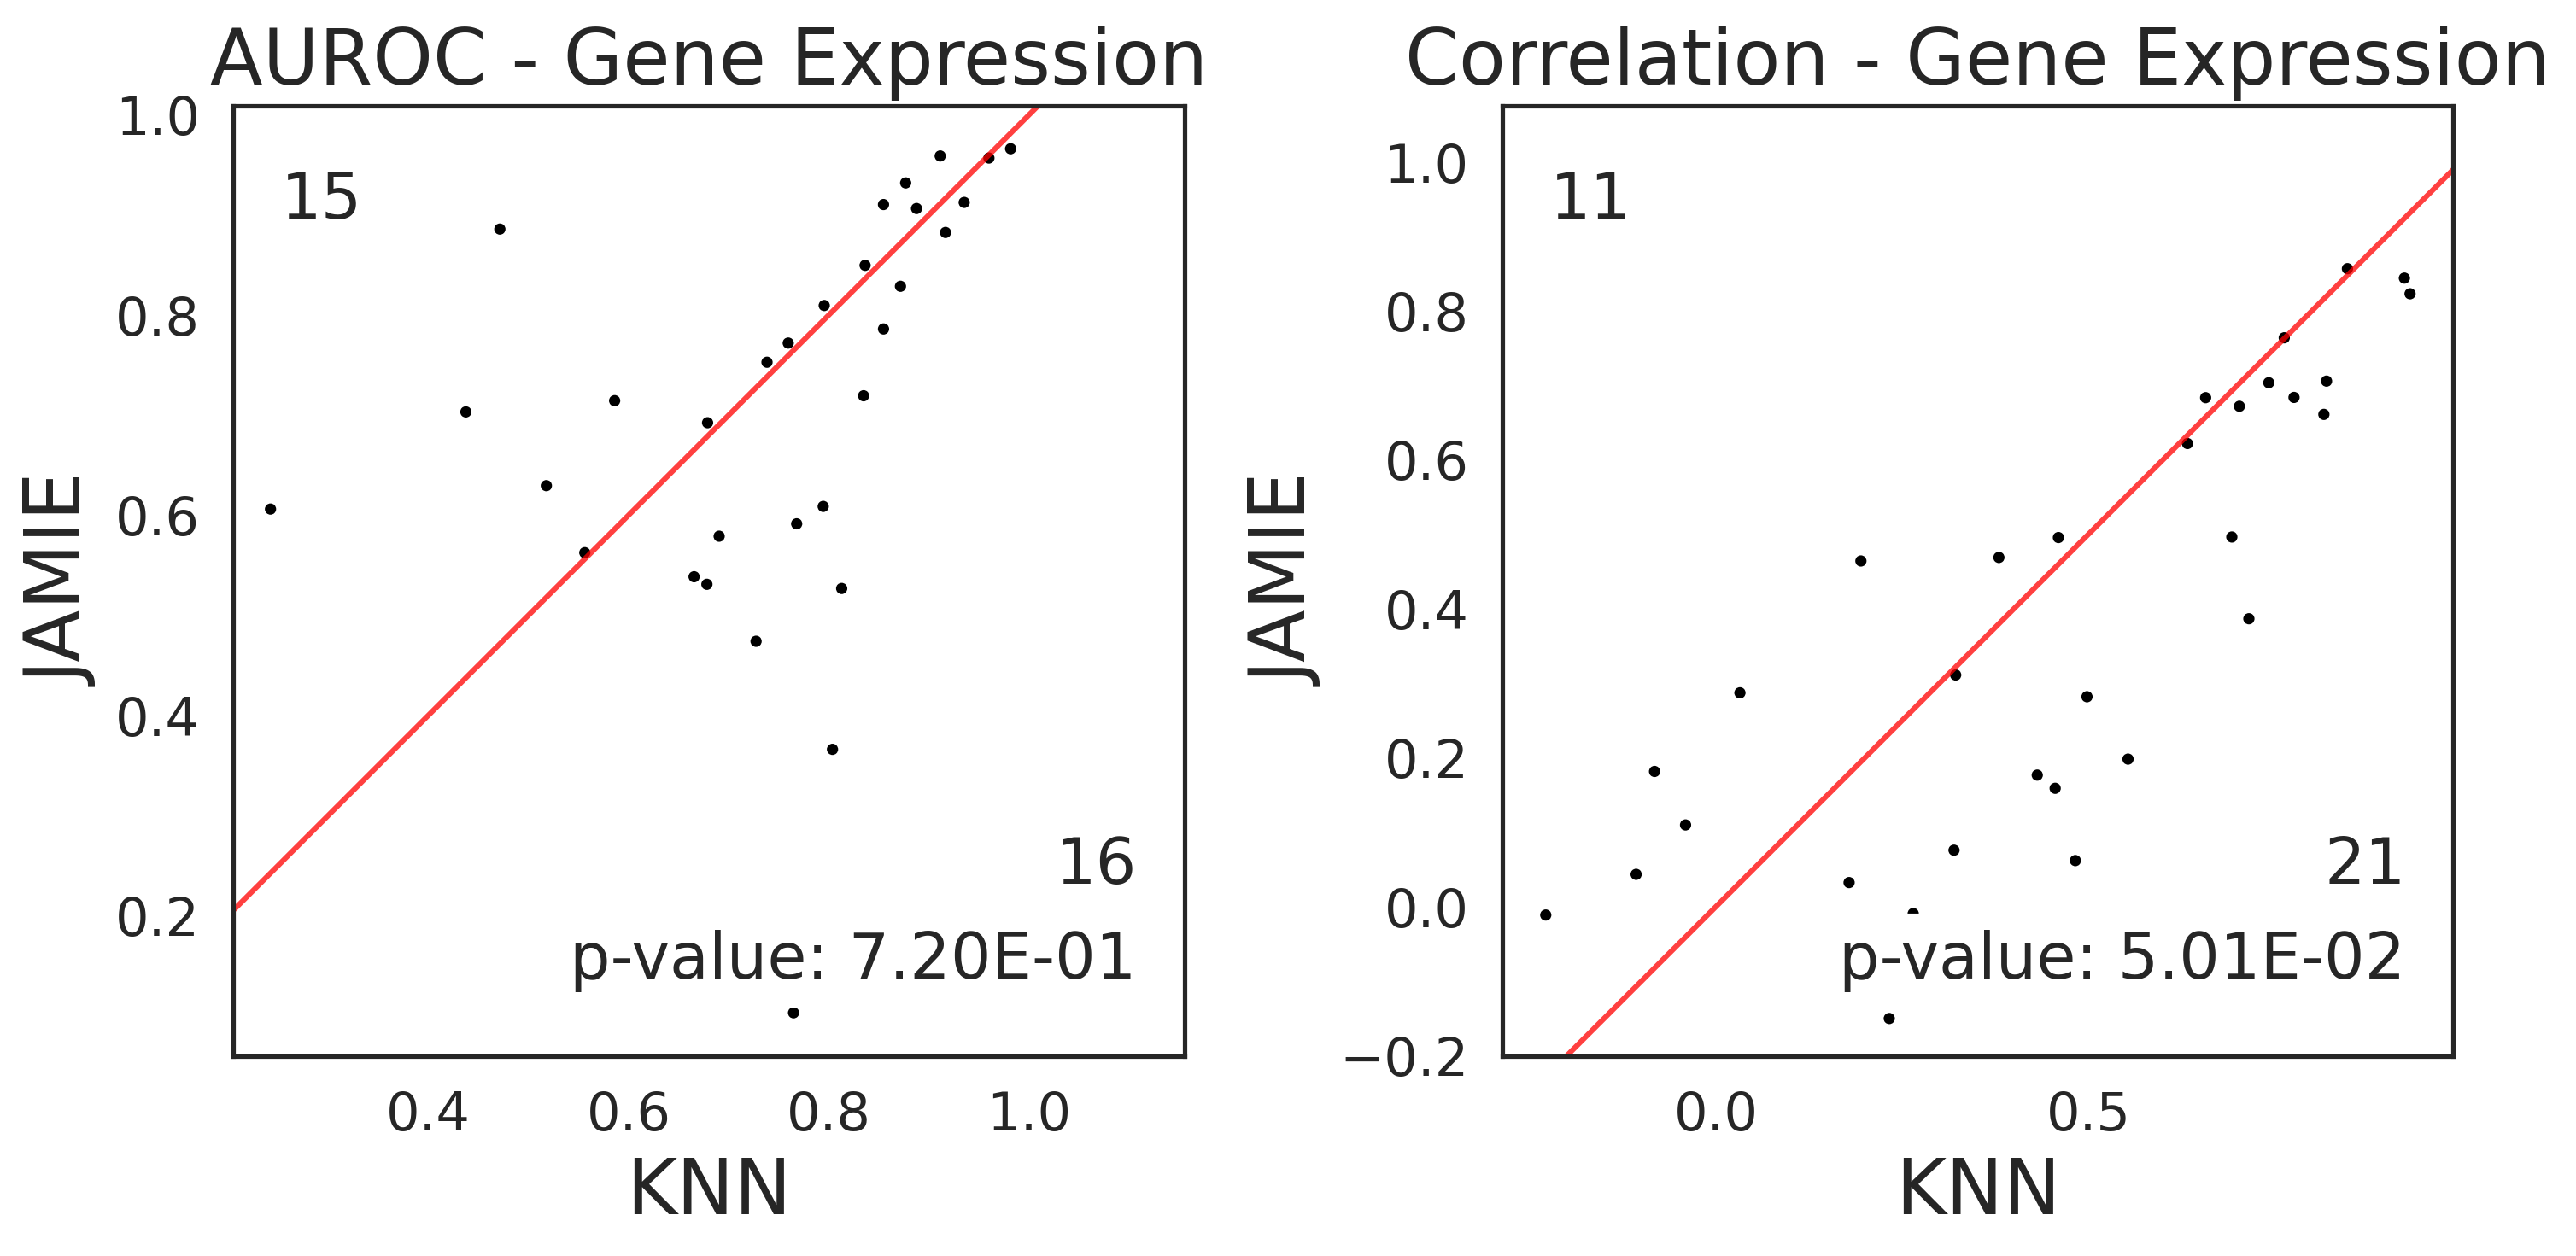 AUROC - Gene Expression
1.0
0.8
0.6
0.4
0.2
JAMIE
15
16
p-value: 7.20E-01
0.4 0.6 0.8 1.0
KNN
Correlation - Gene Expression
1.0
0.8
0.6
0.4
0.2
0.0
−0.2
JAMIE
11
21
p-value: 5.01E-02
0.0 0.5
KNN